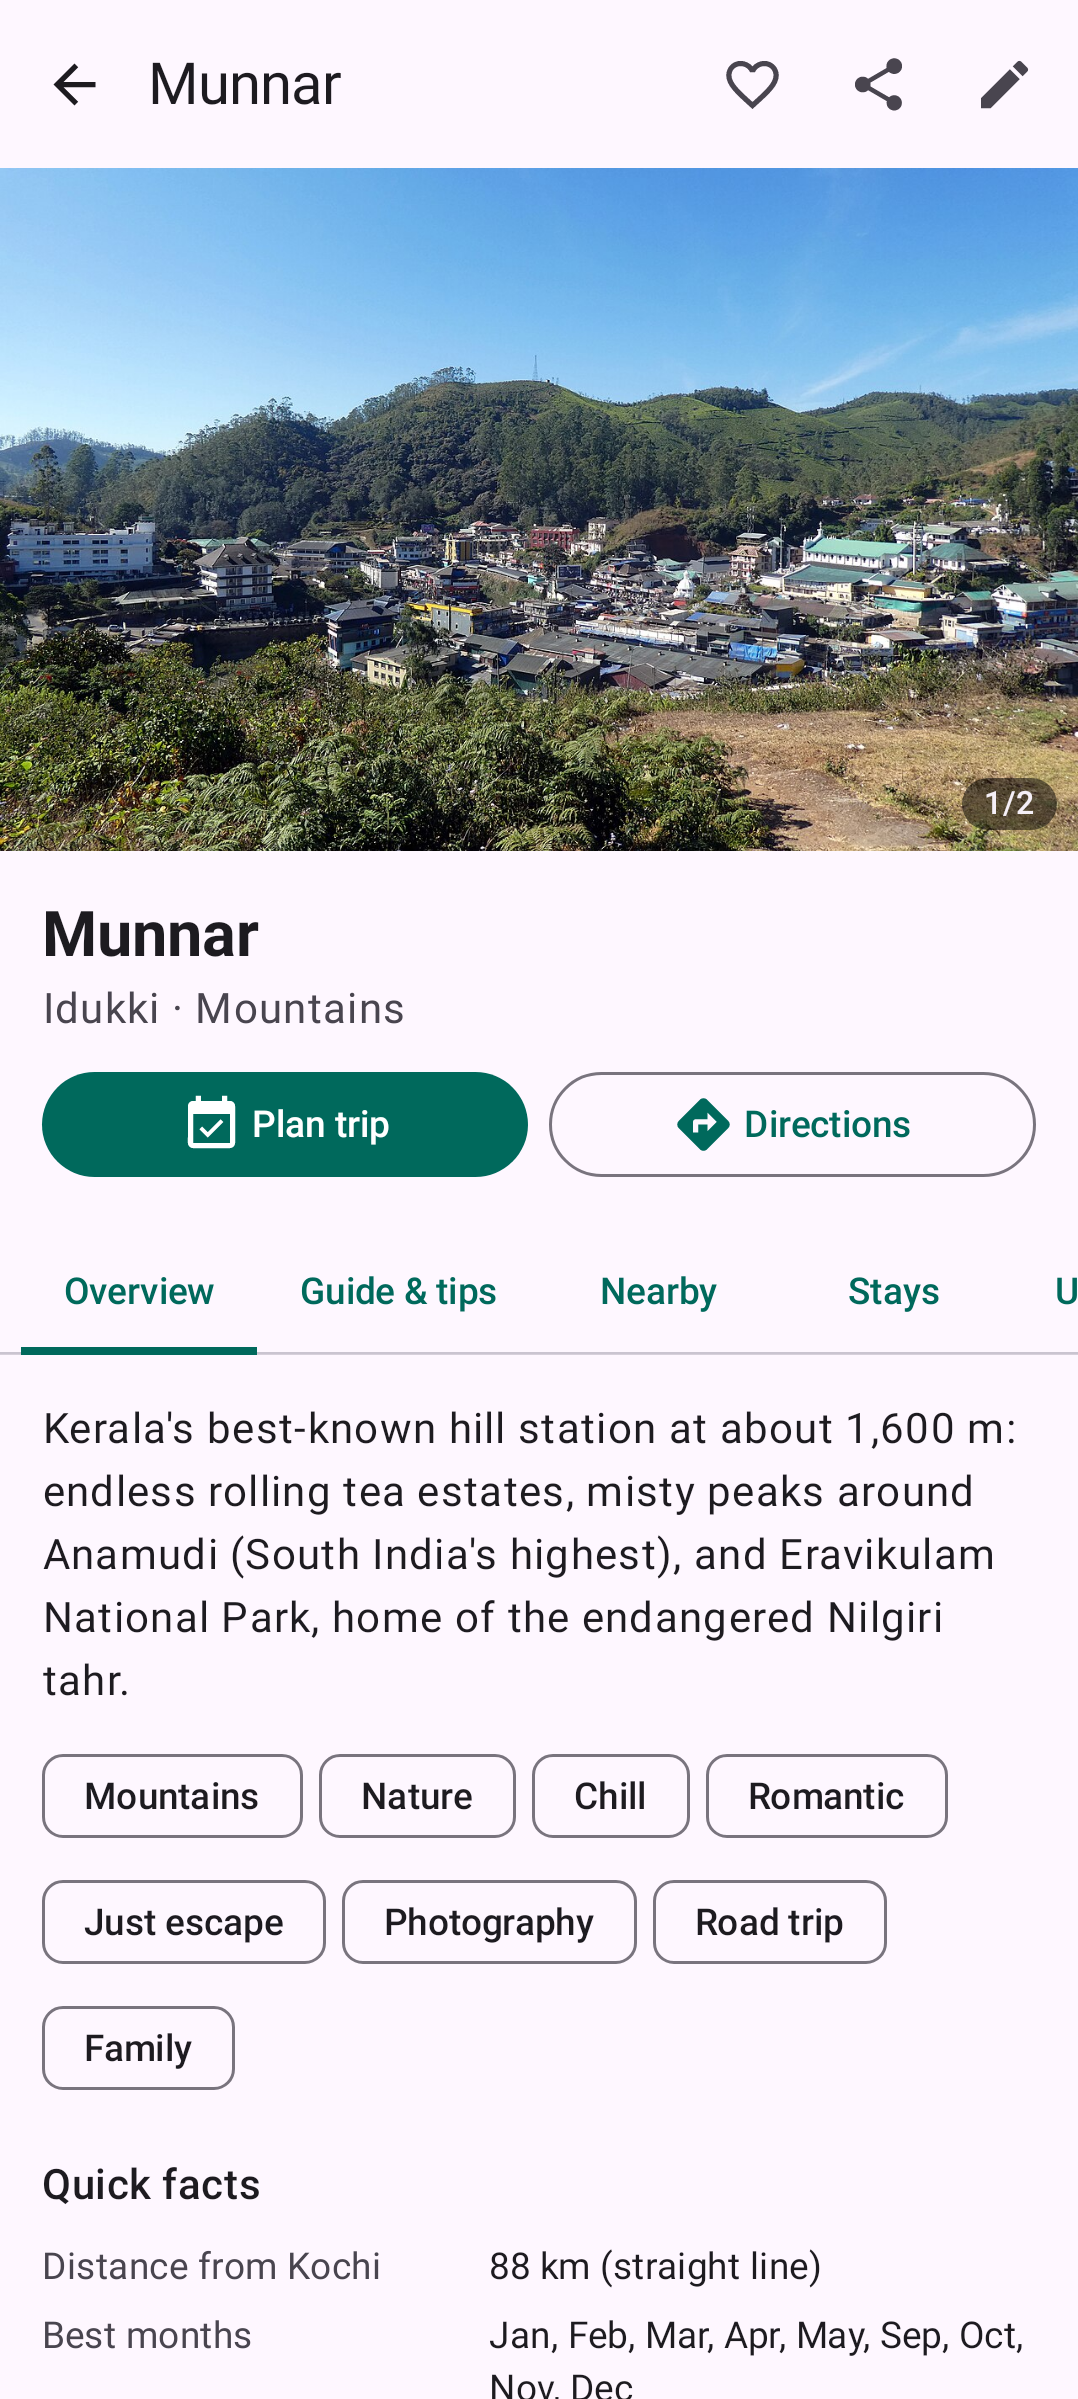 Munnar
1/2
Munnar
Idukki · Mountains
Plan trip
Directions
Overview
Guide & tips
Nearby
Stays
U
Kerala's best-known hill station at about 1,600 m:
endless rolling tea estates, misty peaks around
Anamudi (South India's highest), and Eravikulam
National Park, home of the endangered Nilgiri
tahr.
Mountains
Nature
Chill
Romantic
Just escape
Photography
Road trip
Family
Quick facts
Distance from Kochi
88 km (straight line)
Best months
Jan, Feb, Mar, Apr, May, Sep, Oct,
Nov, Dec